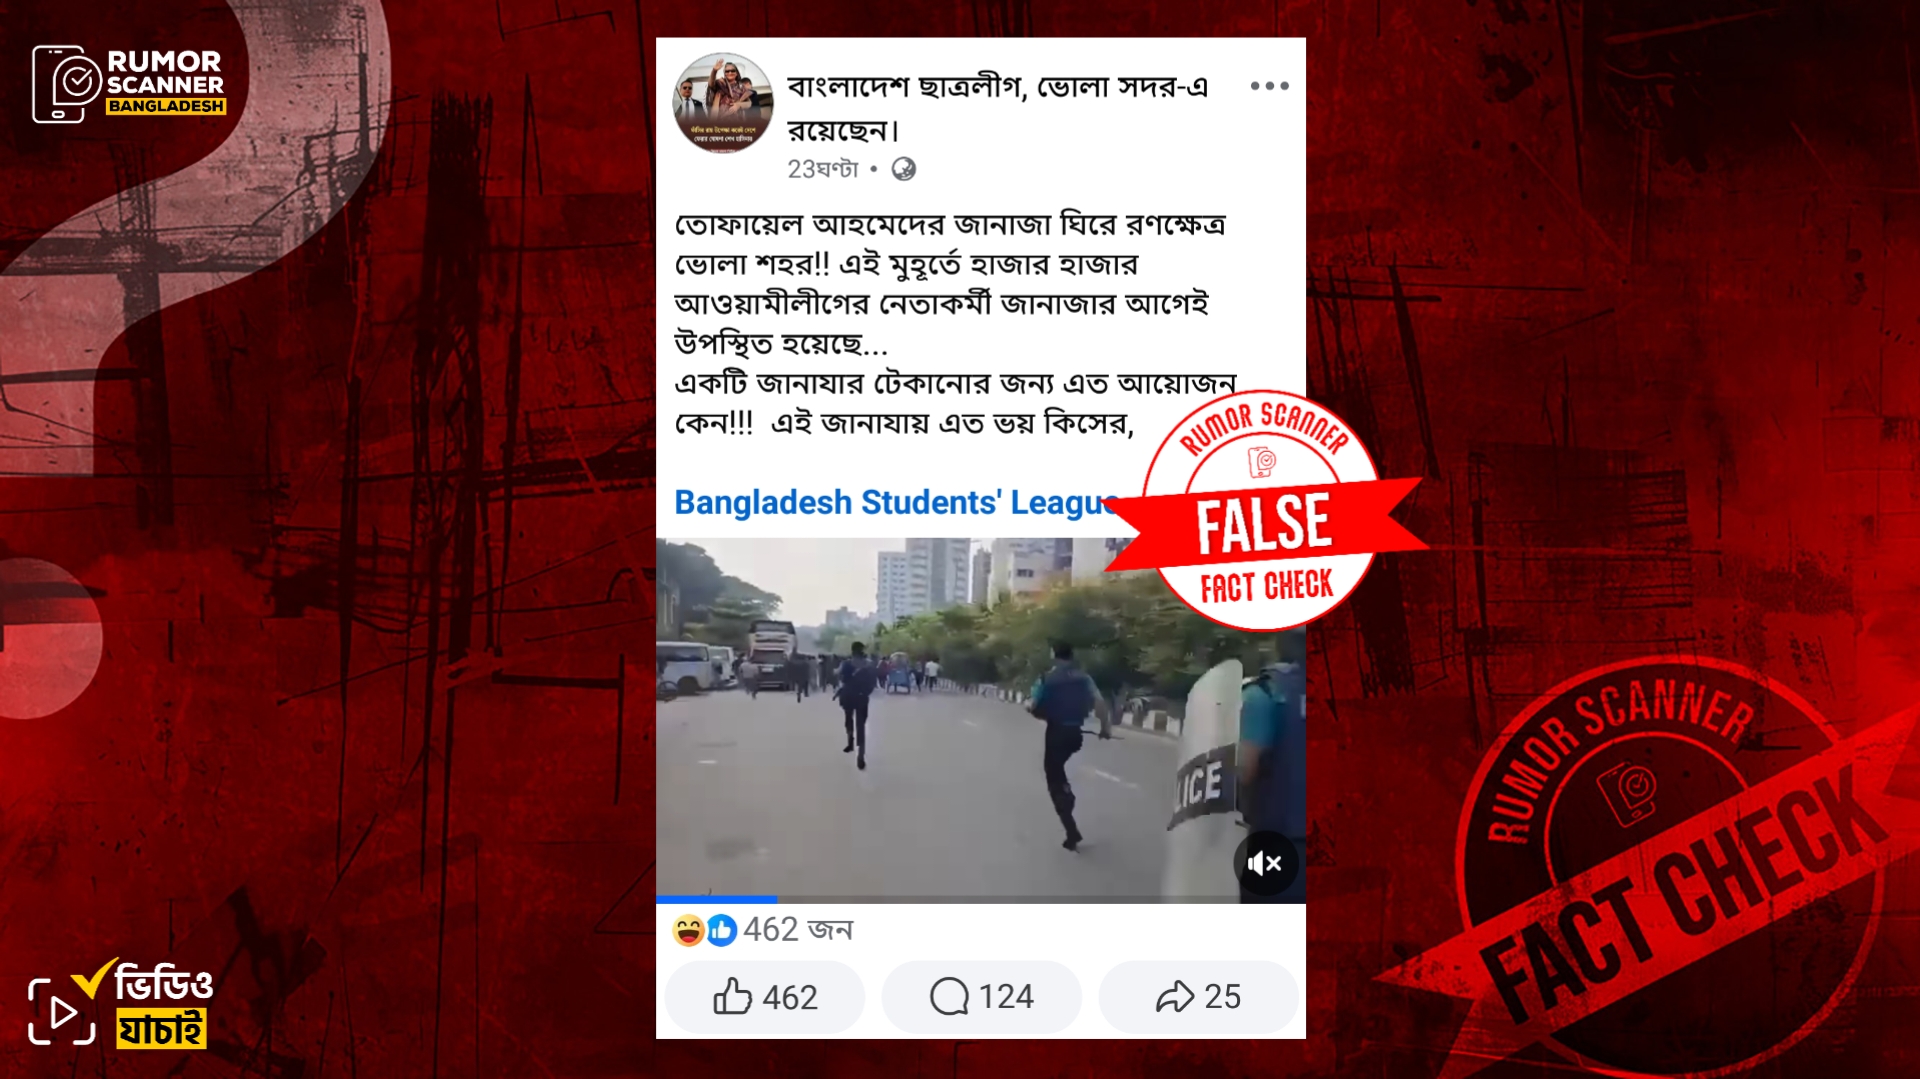 RUMOR
SCANNER
BANGLADESH
বাংলাদেশ ছাত্রলীগ, ভোলা সদর-এ
রয়েছেন।
23ঘণ্টা •
তোফায়েল আহমেদের জানাজা ঘিরে রণক্ষেত্র
ভোলা শহর!! এই মুহূর্তে হাজার হাজার
আওয়ামীলীগের নেতাকর্মী জানাজার আগেই
উপস্থিত হয়েছে...
একটি জানাযার টেকানোর জন্য এত আয়োজন
কেন!!! এই জানাযায় এত ভয় কিসের,
Bangladesh Students' League
RUMOR SCANNER
FALSE
FACT CHECK
LICE
462 জন
462
124
25
ভিডিও
যাচাই
RUMOR SCANNER
FACT CHECK